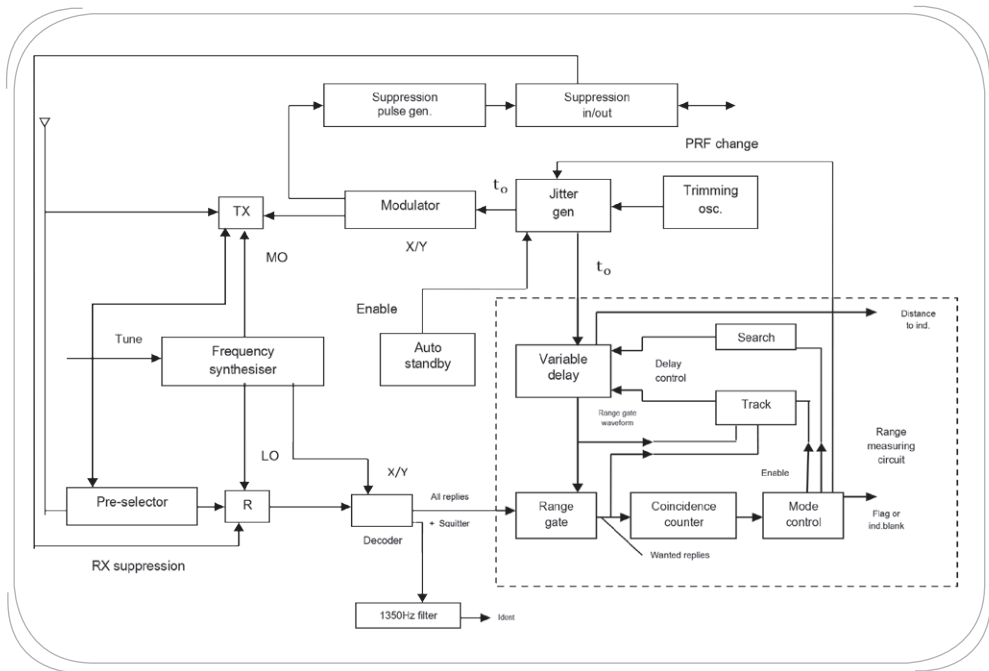 Suppression
pulse gen.
Suppression
in/out
PRF change
Trimming
osc.
Jitter
gen
t₀
Modulator
TX
X/Y
MO
t₀
Enable
Distance
to ind.
Tune
Frequency
synthesiser
Auto
standby
Variable
delay
Search
Delay
control
Track
Range gate
waveform
Range
measuring
circuit
LO
X/Y
Enable
Pre-selector
R
All replies
+ Squitter
Decoder
Range
gate
Coincidence
counter
Mode
control
Flag or
ind.blank
Wanted replies
RX suppression
1350Hz filter
Ident